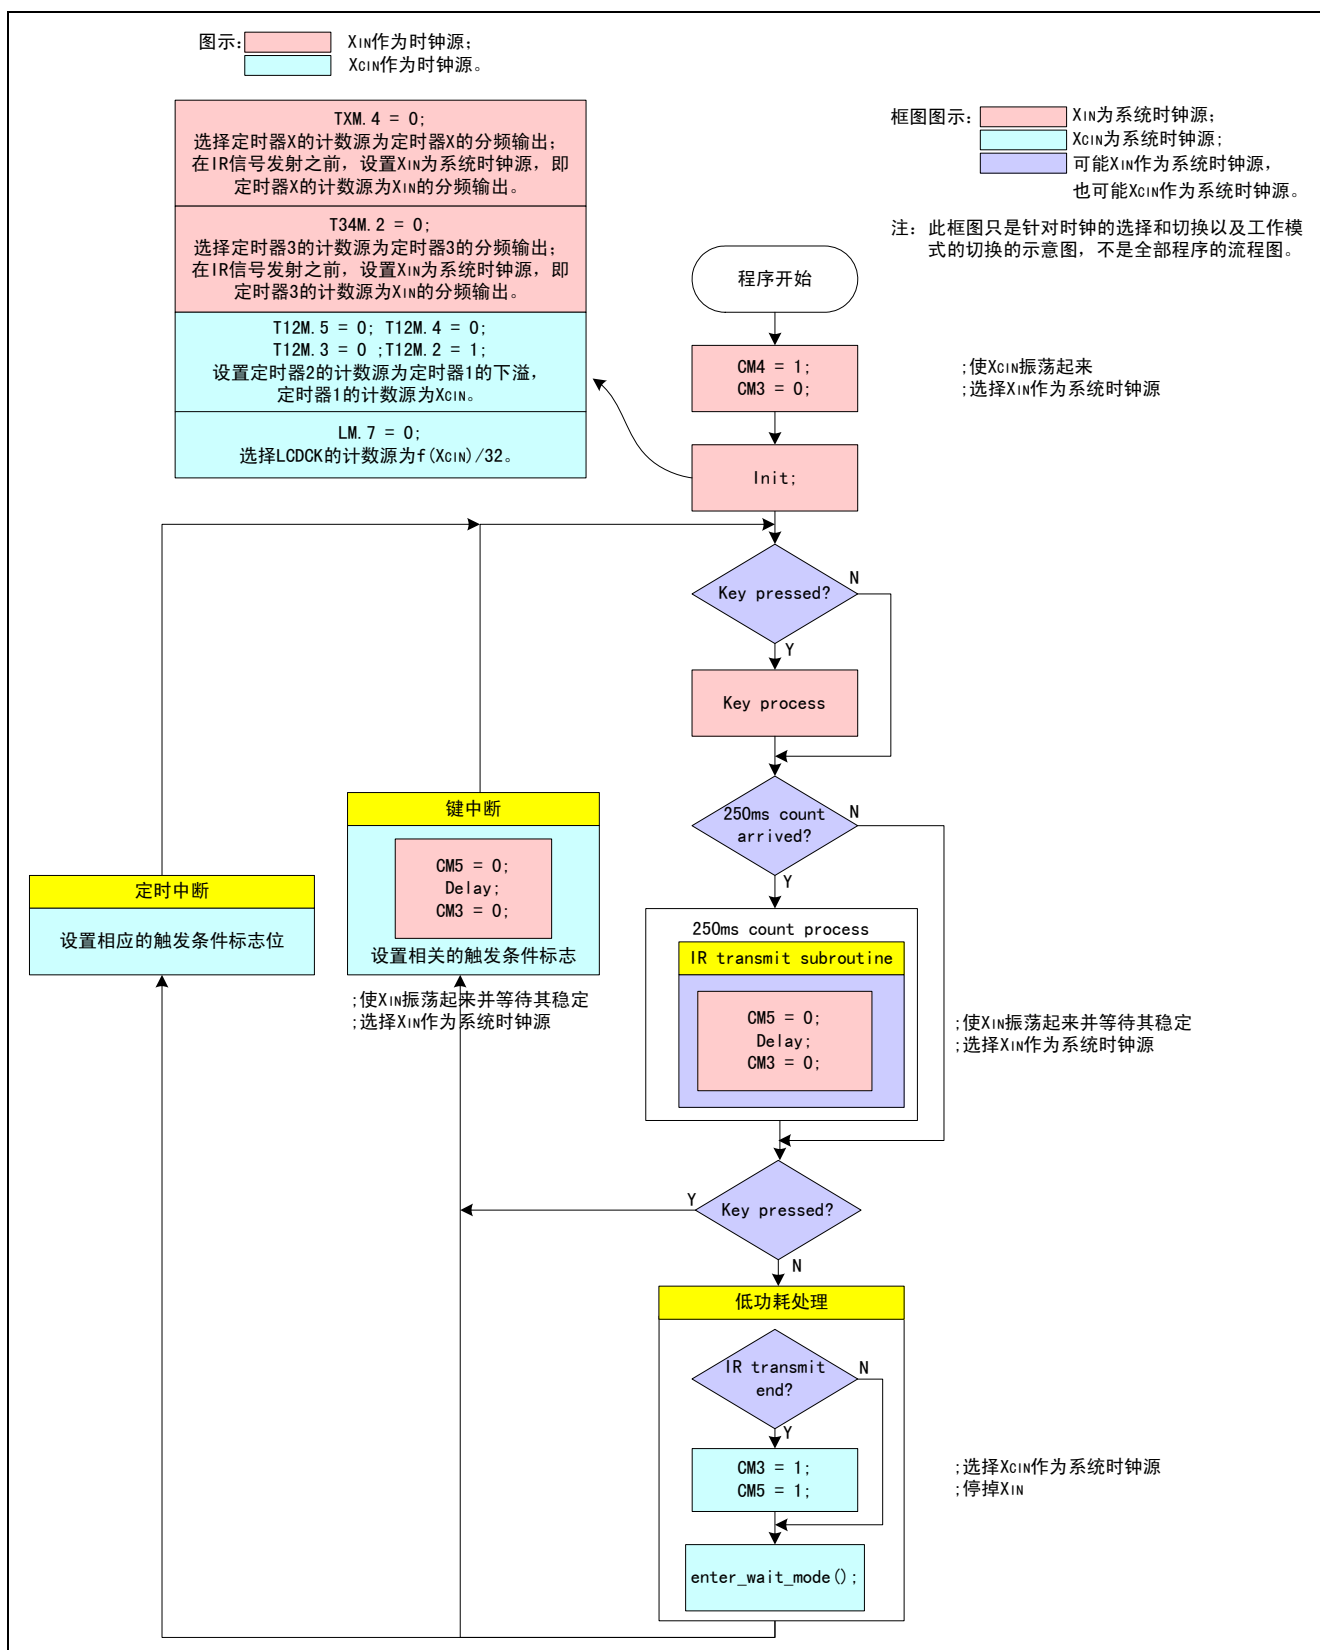 图示:
XIN作为时钟源;
XCIN作为时钟源。
TXM.4 = 0;
选择定时器X的计数源为定时器X的分频输出;
在IR信号发射之前，设置XIN为系统时钟源，即
定时器X的计数源为XIN的分频输出。
T34M.2 = 0;
选择定时器3的计数源为定时器3的分频输出;
在IR信号发射之前，设置XIN为系统时钟源，即
定时器3的计数源为XIN的分频输出。
T12M.5 = 0; T12M.4 = 0;
T12M.3 = 0 ;T12M.2 = 1;
设置定时器2的计数源为定时器1的下溢，
定时器1的计数源为XCIN。
LM.7 = 0;
选择LCDCK的计数源为f(XCIN)/32。
框图图示:
XIN为系统时钟源;
XCIN为系统时钟源;
可能XIN作为系统时钟源，
也可能XCIN作为系统时钟源。
注: 此框图只是针对时钟的选择和切换以及工作模
式的切换的示意图，不是全部程序的流程图。
程序开始
CM4 = 1;
CM3 = 0;
;使XCIN振荡起来
;选择XIN作为系统时钟源
Init;
Key pressed?
N
Y
Key process
250ms count
arrived?
N
Y
键中断
CM5 = 0;
Delay;
CM3 = 0;
设置相关的触发条件标志
;使XIN振荡起来并等待其稳定
;选择XIN作为系统时钟源
定时中断
设置相应的触发条件标志位
250ms count process
IR transmit subroutine
CM5 = 0;
Delay;
CM3 = 0;
;使XIN振荡起来并等待其稳定
;选择XIN作为系统时钟源
Key pressed?
Y
N
低功耗处理
IR transmit
end?
N
Y
CM3 = 1;
CM5 = 1;
;选择XCIN作为系统时钟源
;停掉XIN
enter_wait_mode();